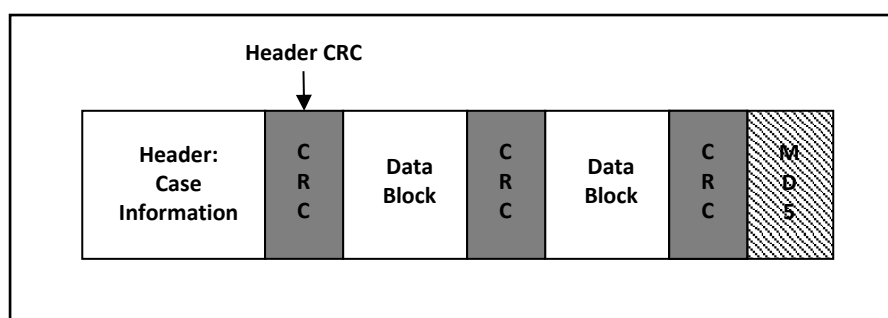 Header CRC
Header:
Case
Information
C
R
C
Data
Block
C
R
C
Data
Block
C
R
C
M
D
5